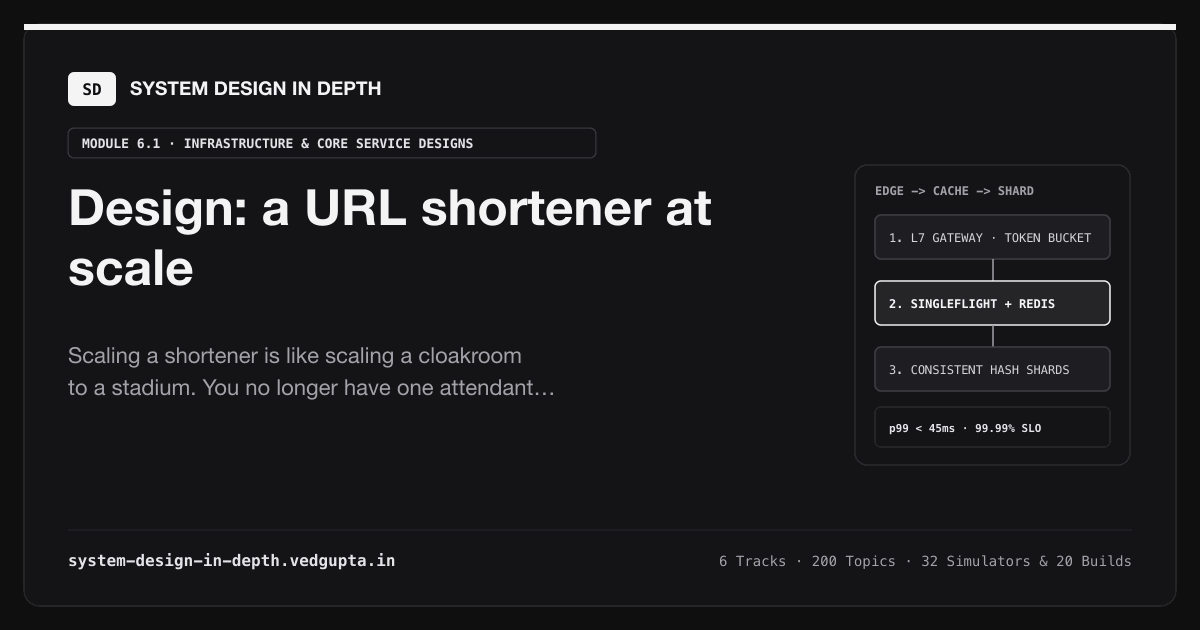 SD SYSTEM DESIGN IN DEPTH
MODULE 6.1 · INFRASTRUCTURE & CORE SERVICE DESIGNS
Design: a URL shortener at
scale
Scaling a shortener is like scaling a cloakroom
to a stadium. You no longer have one attendant…
EDGE –> CACHE –> SHARD
1. L7 GATEWAY · TOKEN BUCKET
2. SINGLEFLIGHT + REDIS
3. CONSISTENT HASH SHARDS
p99 < 45ms · 99.99% SLO
system-design-in-depth.vedgupta.in
6 Tracks · 200 Topics · 32 Simulators & 20 Builds